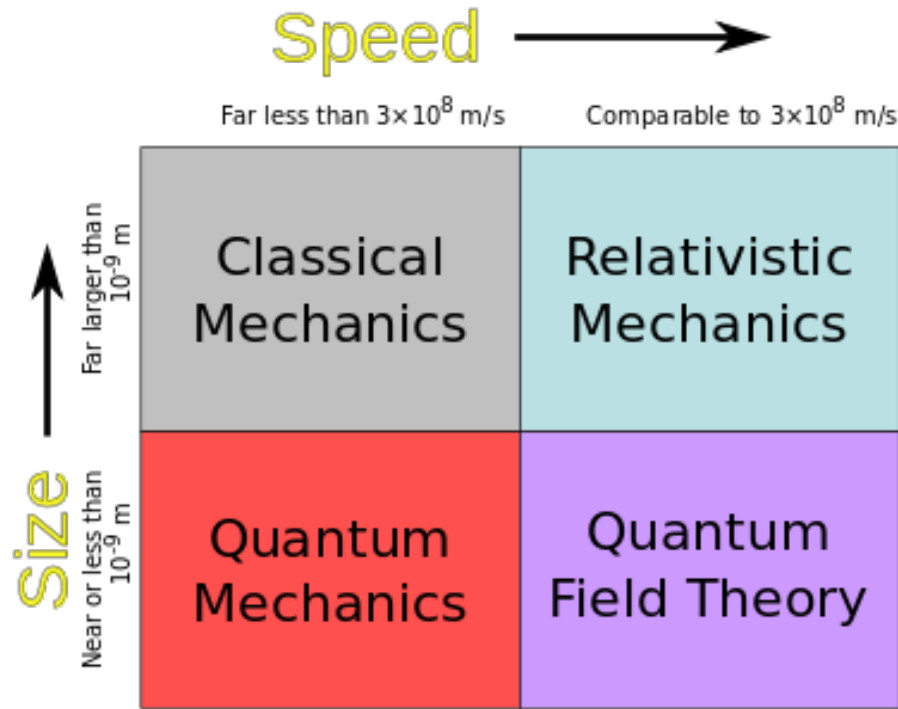 Speed
Far less than 3×10⁸ m/s
Comparable to 3×10⁸ m/s
Size
Far larger than
10⁻⁹ m
Classical
Mechanics
Relativistic
Mechanics
Near or less than
10⁻⁹ m
Quantum
Mechanics
Quantum
Field Theory